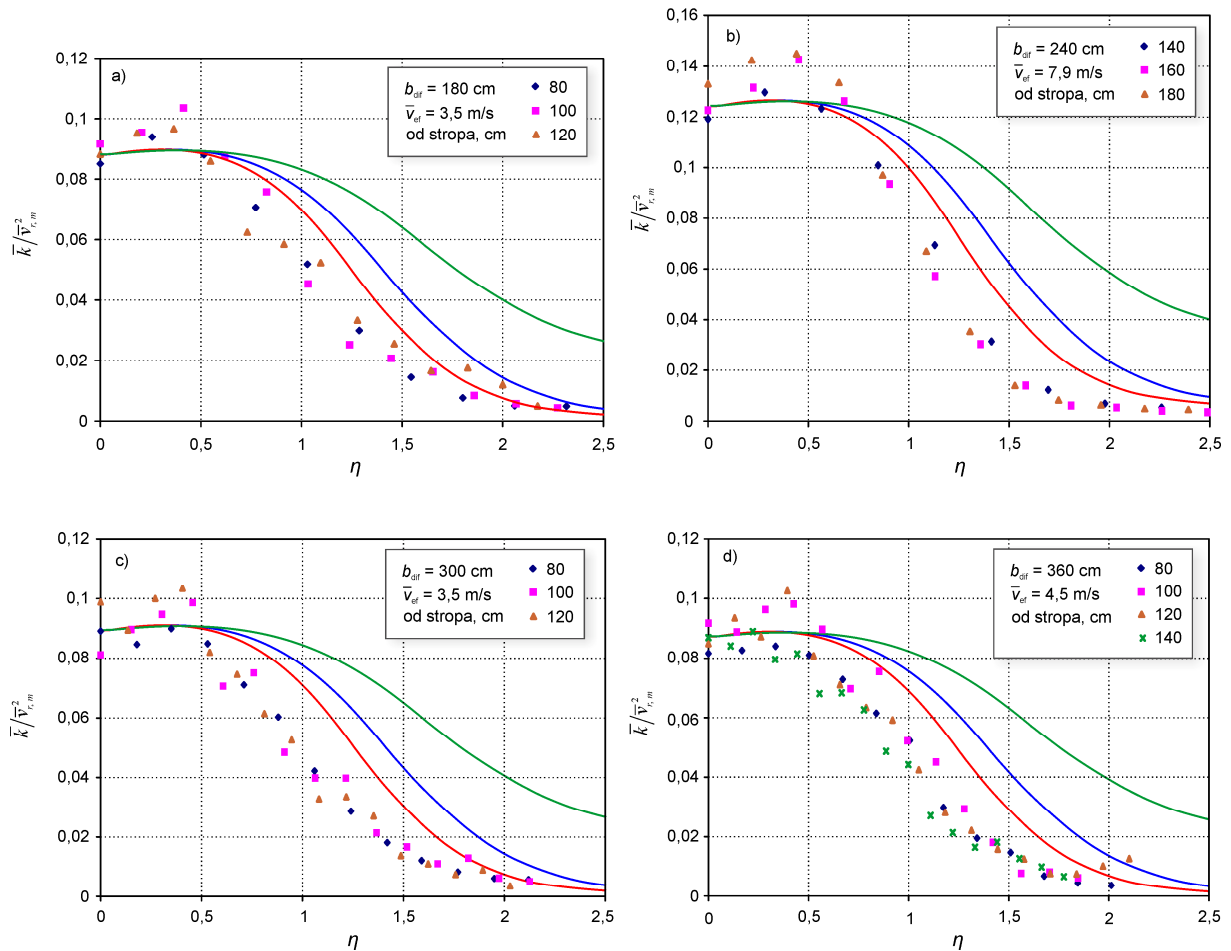 a)
b_dif = 180 cm
v̄_ef = 3,5 m/s
od stropa, cm
80
100
120
0,12
0,1
0,08
0,06
0,04
0,02
0
k̄/v̄²_r,m
0 0,5 1 1,5 2 2,5
η
b)
b_dif = 240 cm
v̄_ef = 7,9 m/s
od stropa, cm
140
160
180
0,16
0,14
0,12
0,1
0,08
0,06
0,04
0,02
0
k̄/v̄²_r,m
0 0,5 1 1,5 2 2,5
η
c)
b_dif = 300 cm
v̄_ef = 3,5 m/s
od stropa, cm
80
100
120
0,12
0,1
0,08
0,06
0,04
0,02
0
k̄/v̄²_r,m
0 0,5 1 1,5 2 2,5
η
d)
b_dif = 360 cm
v̄_ef = 4,5 m/s
od stropa, cm
80
100
120
140
0,12
0,1
0,08
0,06
0,04
0,02
0
k̄/v̄²_r,m
0 0,5 1 1,5 2 2,5
η